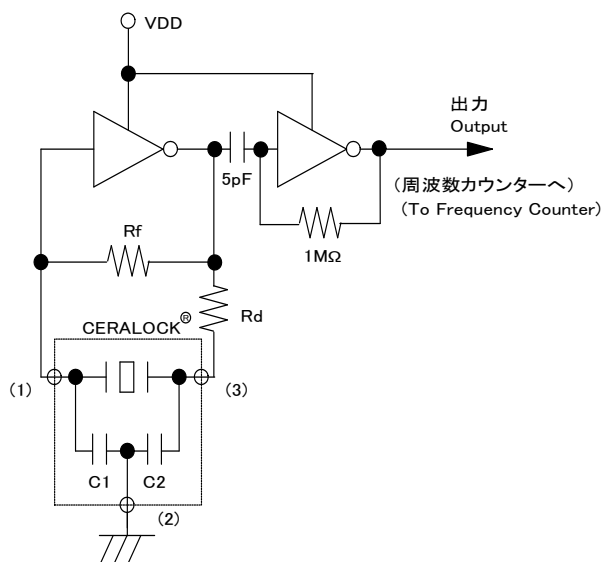 VDD
出力
Output
5pF
(周波数カウンターへ)
(To Frequency Counter)
Rf
1MΩ
Rd
CERALOCK®
(1)
(3)
C1
C2
(2)